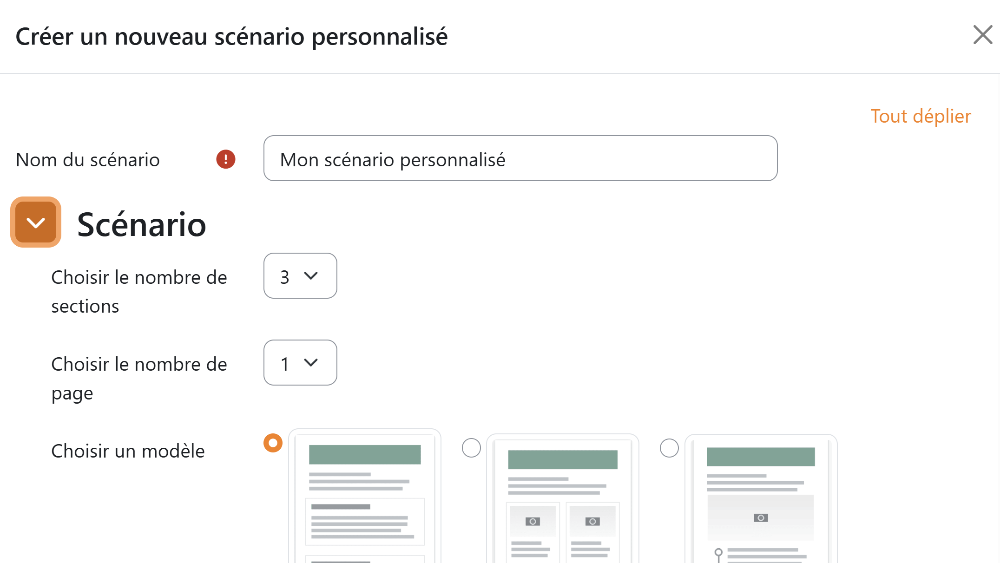 Créer un nouveau scénario personnalisé
Tout déplier
Nom du scénario
Mon scénario personnalisé
Scénario
Choisir le nombre de
sections
3
Choisir le nombre de
page
1
Choisir un modèle